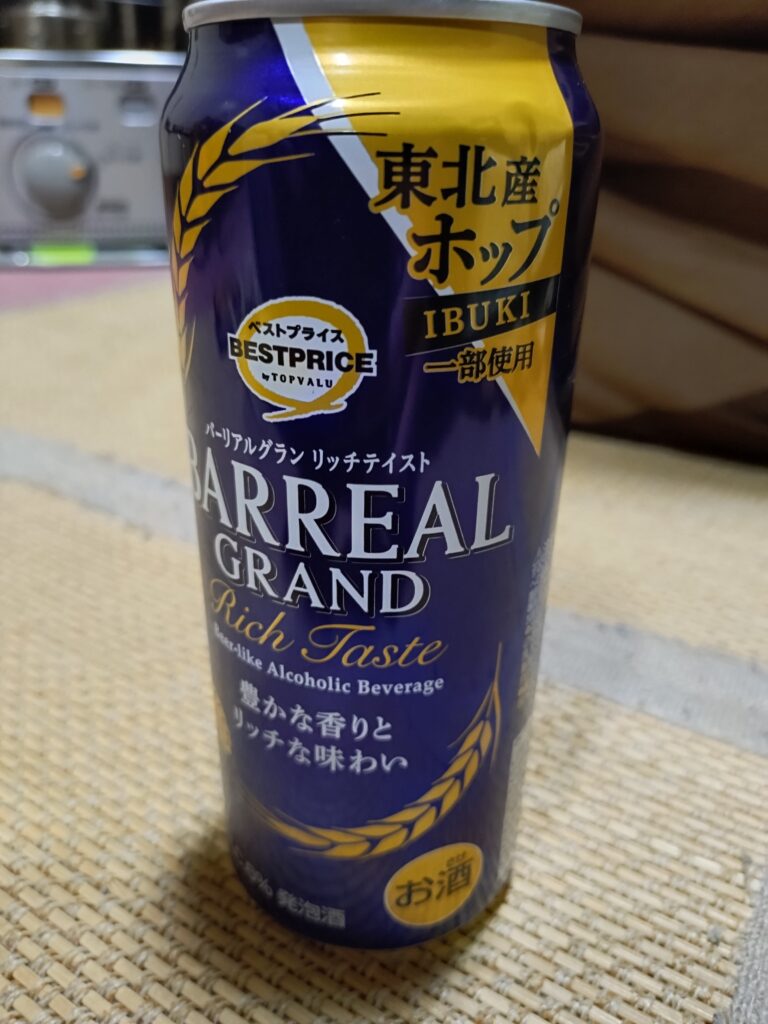 東北産
ホップ
IBUKI
一部使用
ベストプライス
BESTPRICE
by TOPVALU
バーリアルグラン リッチテイスト
BARREAL
GRAND
Rich Taste
Beer-like Alcoholic Beverage
豊かな香りと
リッチな味わい
発泡酒
お酒